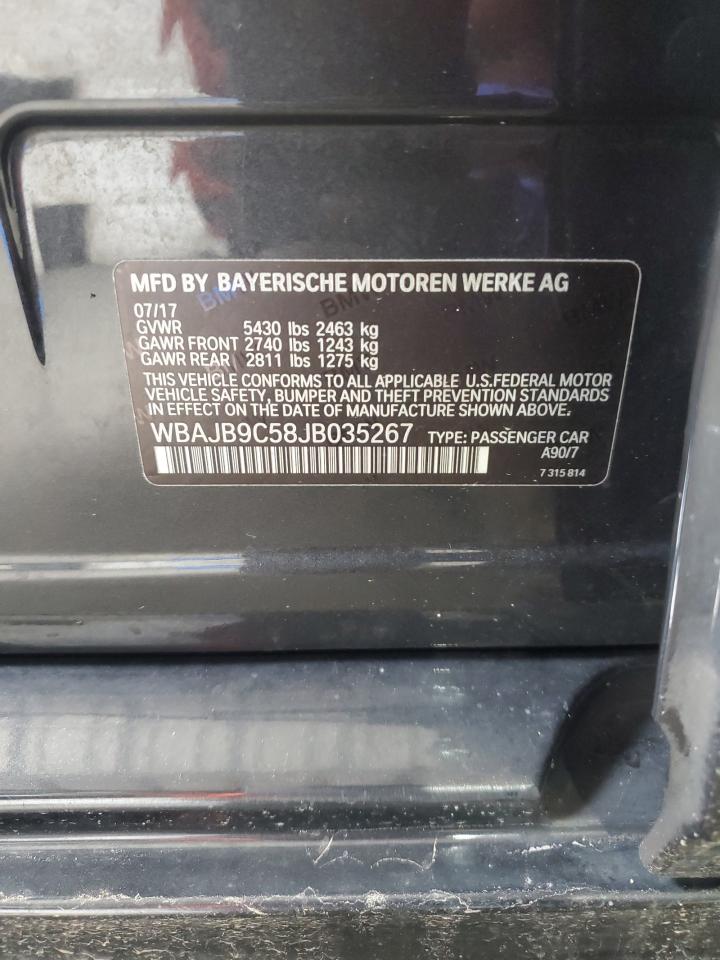 MFD BY BAYERISCHE MOTOREN WERKE AG
07/17
GVWR 5430 lbs 2463 kg
GAWR FRONT 2740 lbs 1243 kg
GAWR REAR 2811 lbs 1275 kg
THIS VEHICLE CONFORMS TO ALL APPLICABLE U.S.FEDERAL MOTOR
VEHICLE SAFETY, BUMPER AND THEFT PREVENTION STANDARDS
IN EFFECT ON THE DATE OF MANUFACTURE SHOWN ABOVE.
WBAJB9C58JB035267 TYPE: PASSENGER CAR
A90/7
7 315 814